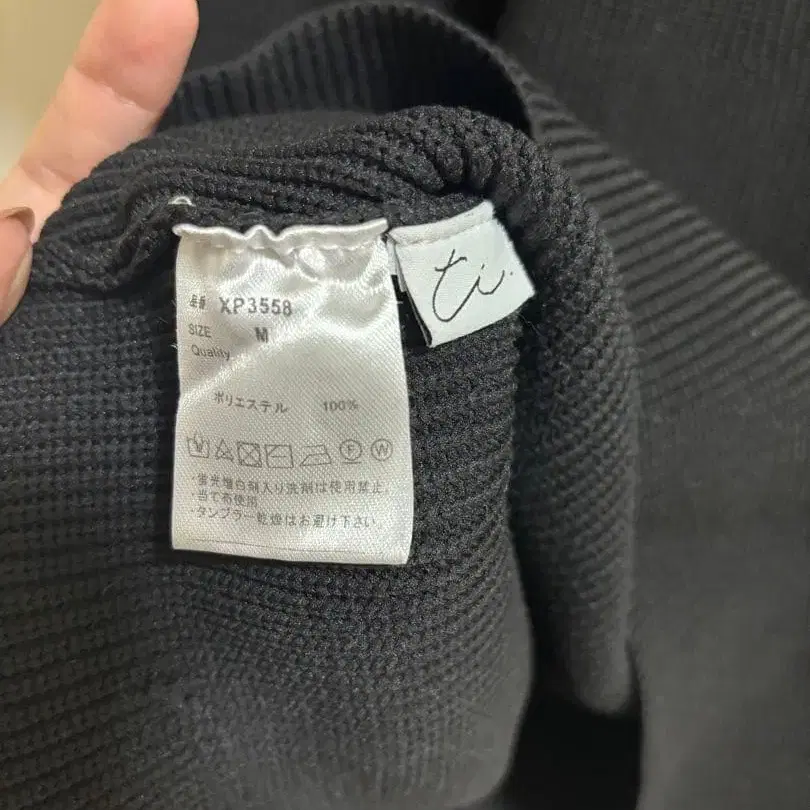 品番 XP3558
SIZE M
Quality
ポリエステル 100%
F W
・蛍光増白剤入り洗剤は使用禁止。
・当て布使用
・タンブラー乾燥はお避け下さい。
ti.